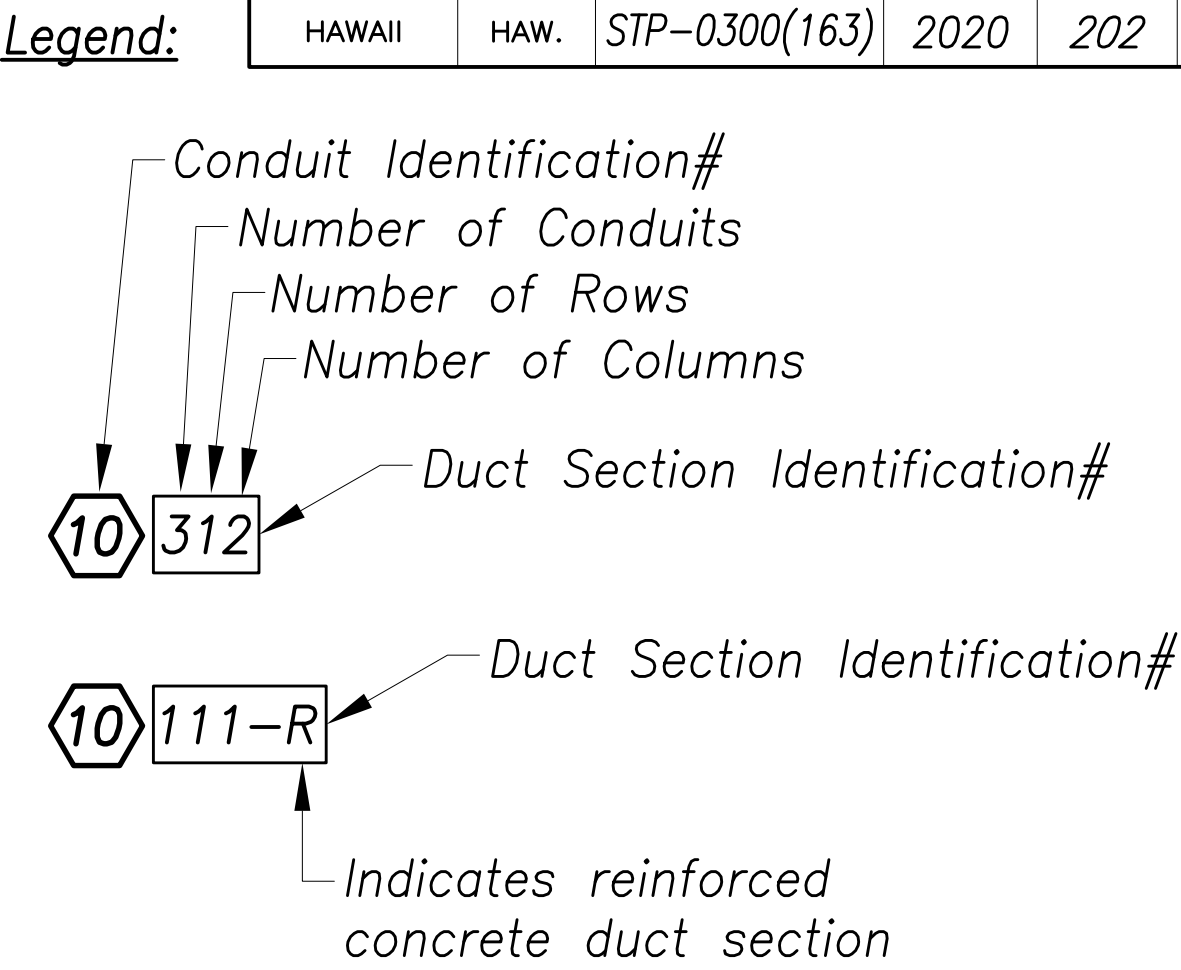 Legend: HAWAII HAW. STP-0300(163) 2020 202
Conduit Identification#
Number of Conduits
Number of Rows
Number of Columns
Duct Section Identification#
10 312
Duct Section Identification#
10 111-R
Indicates reinforced
concrete duct section